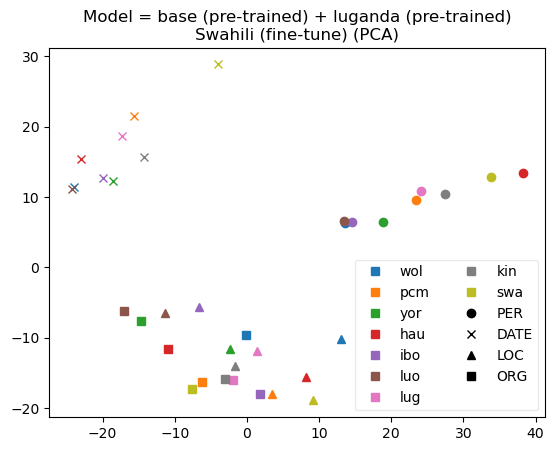 Model = base (pre-trained) + luganda (pre-trained)
Swahili (fine-tune) (PCA)
30
20
10
0
−10
−20
−20
−10
0
10
20
30
40
wol
pcm
yor
hau
ibo
luo
lug
kin
swa
PER
DATE
LOC
ORG